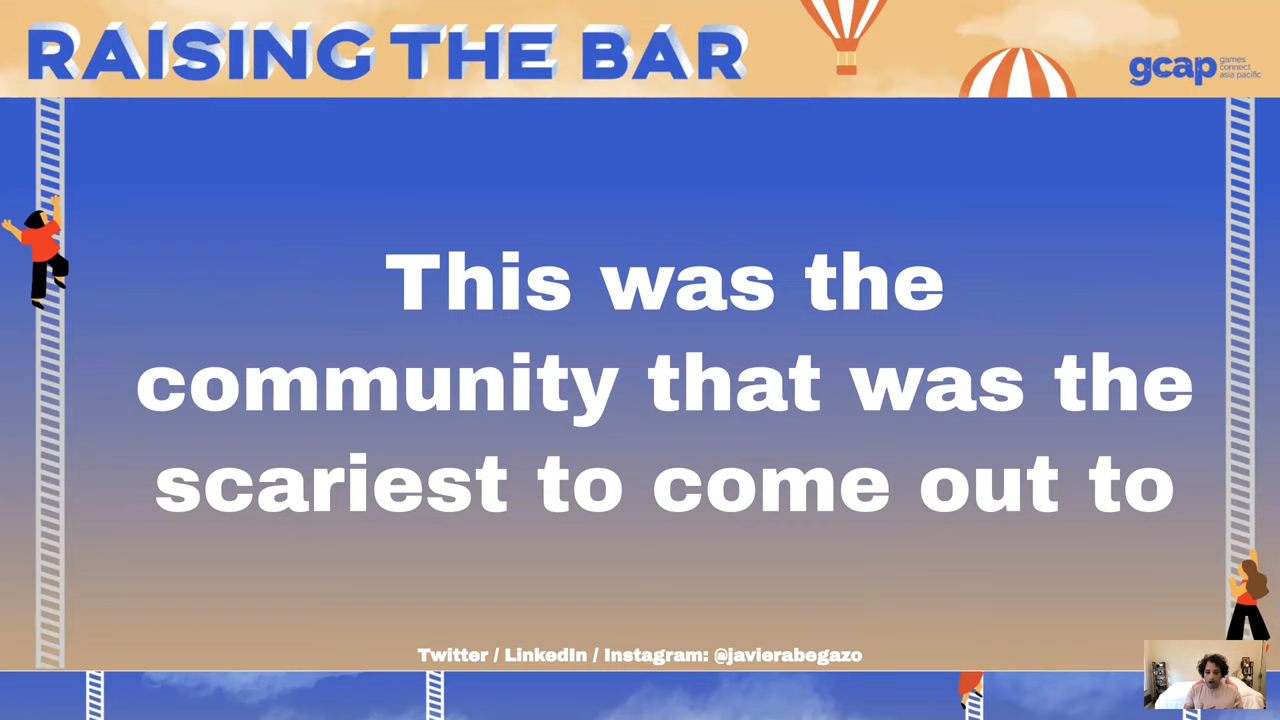 RAISING THE BAR
gcap games
connect
asia pacific
This was the
community that was the
scariest to come out to
Twitter / LinkedIn / Instagram: @javierabegazo